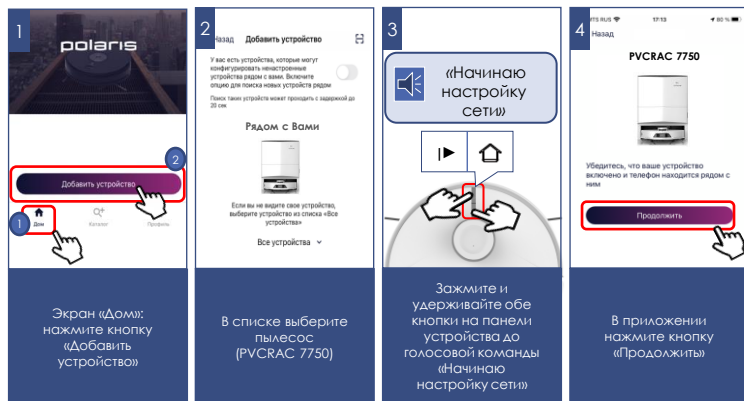 1
polaris
2
Добавить устройство
1
Дом
Каталог
Профиль
Экран «Дом»:
нажмите кнопку
«Добавить
устройство»
2
Назад
Добавить устройство
У вас есть устройства, которые могут
конфигурировать ненастроенные
устройства рядом с вами. Включите
опцию для поиска новых устройств рядом
Поиск таких устройств может проходить с задержкой до
20 сек
Рядом с Вами
Если вы не видите свое устройство,
выберите устройство из списка «Все
устройства»
Все устройства
В списке выберите
пылесос
(PVCRAC 7750)
3
«Начинаю
настройку
сети»
Зажмите и
удерживайте обе
кнопки на панели
устройства до
голосовой команды
«Начинаю
настройку сети»
4
MTS RUS 17:13 80 %
Назад
PVCRAC 7750
Убедитесь, что ваше устройство
включено и телефон находится рядом с
ним
Продолжить
В приложении
нажмите кнопку
«Продолжить»